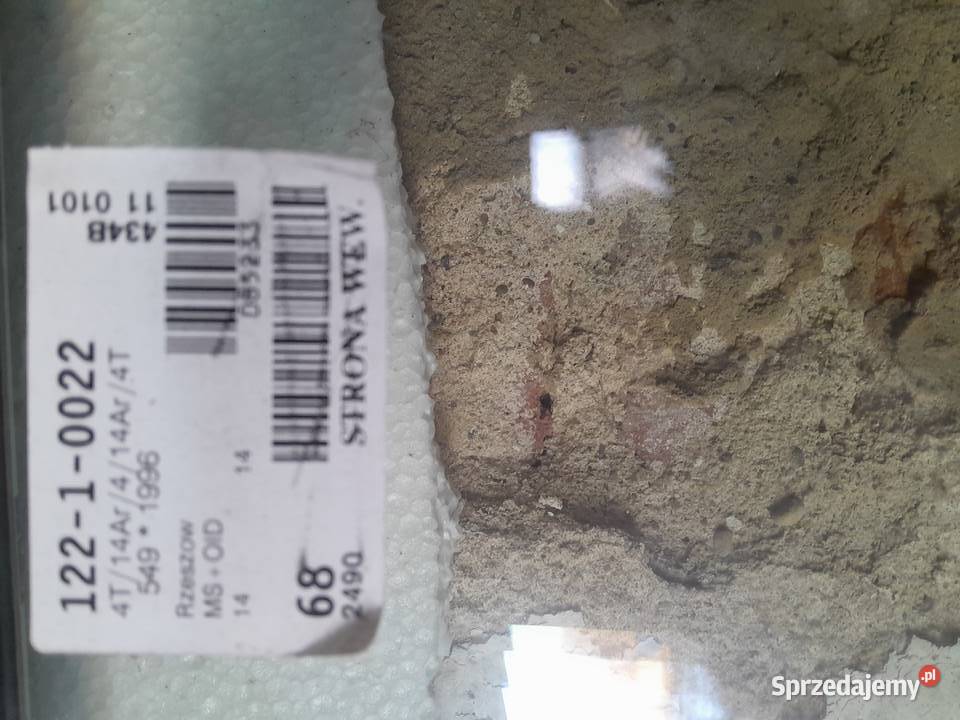 122-1-0022
4T/14Ar/4/14Ar/4T
549 * 1996
Rzeszow
MS+OID
14 14
68
2490
STRONA WEW.
085233
434B
11 0101
Sprzedajemy.pl